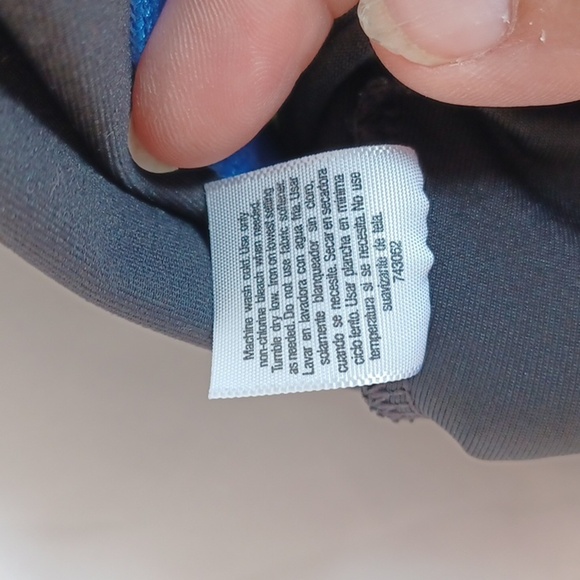 Machine wash cold. Use only
non-chlorine bleach when needed.
Tumble dry low. Iron on lowest setting
as needed. Do not use fabric softener.
Lavar en lavadora con agua fria. Usar
solamente blanqueador sin cloro,
cuando se necesite. Secar en secadora
ciclo lento. Usar plancha en minima
temperatura si se necesita. No use
suavizante de tela.
743052